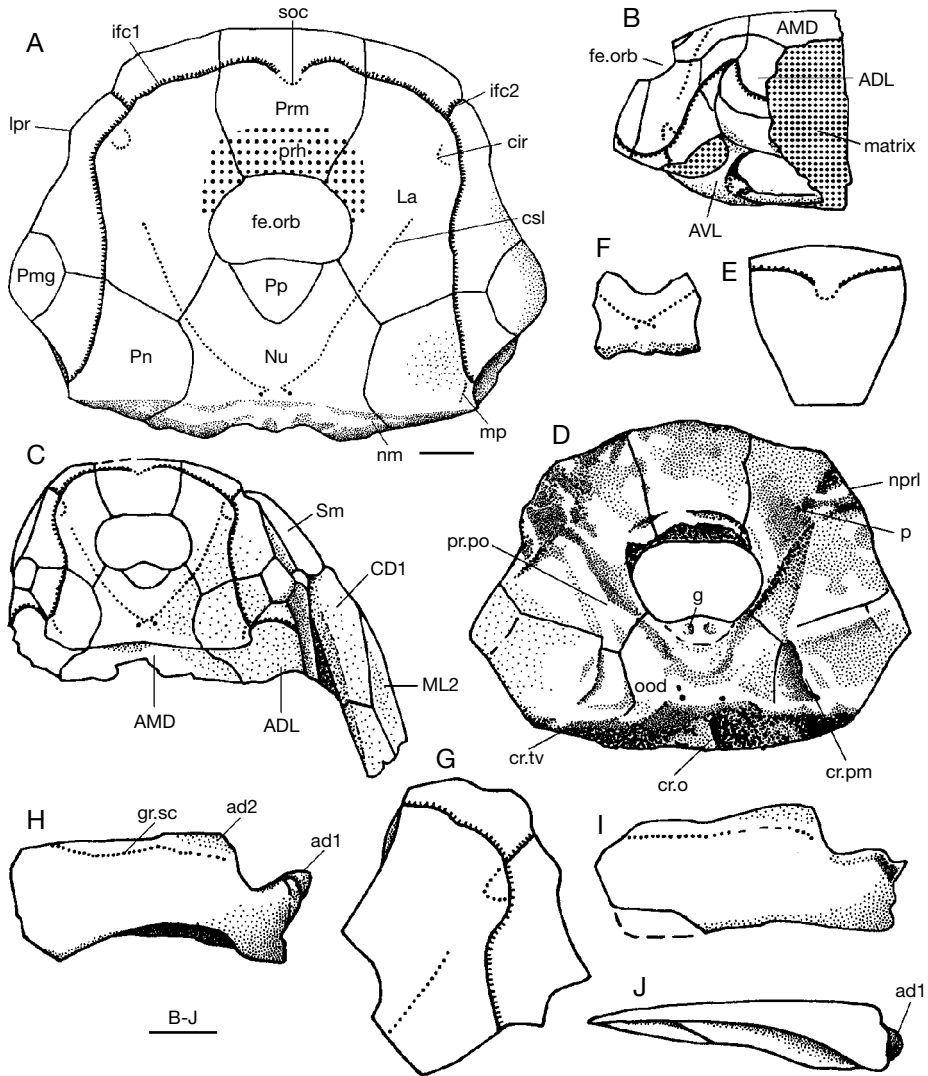 A
soc
ifc1
ifc2
lpr
Prm
prh
cir
La
fe.orb
csl
Pmg
Pp
Pn
Nu
mp
nm
B
AMD
fe.orb
ADL
matrix
AVL
F
E
C
Sm
CD1
ML2
AMD
ADL
D
nprl
p
pr.po
g
ood
cr.tv
cr.o
cr.pm
G
H
gr.sc
ad2
ad1
B-J
I
J
ad1